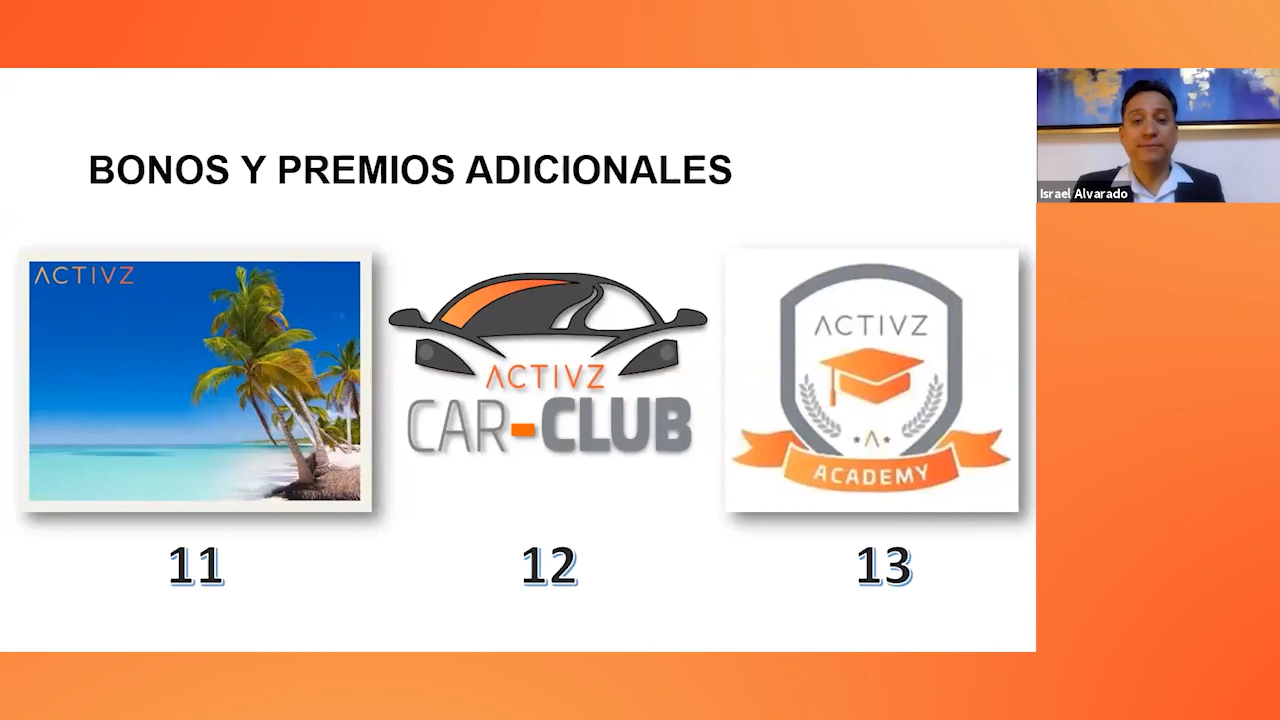 Israel Alvarado
BONOS Y PREMIOS ADICIONALES
ACTIVZ
ACTIVZ
CAR-CLUB
ACTIVZ
ACADEMY
11
12
13